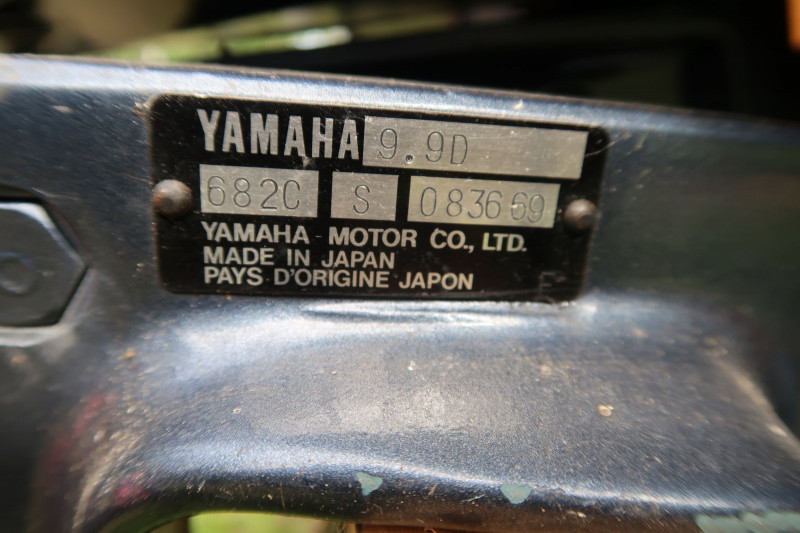 YAMAHA 9.9D
682C S 083669
YAMAHA MOTOR CO., LTD.
MADE IN JAPAN
PAYS D'ORIGINE JAPON